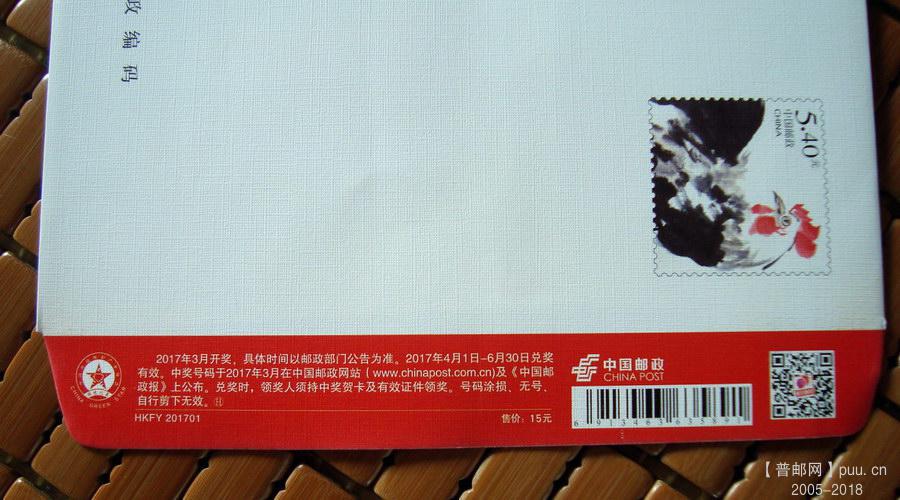 政编码
5.40元
中国邮政
CHINA
2017年3月开奖，具体时间以邮政部门公告为准。2017年4月1日-6月30日兑奖
有效。中奖号码于2017年3月在中国邮政网站（www.chinapost.com.cn)及《中国邮
政报》上公布。兑奖时，领奖人须持中奖贺卡及有效证件领奖。号码涂损、无号、
自行剪下无效。
HKFY 201701
售价：15元
CHINA GREEN STAR
中国邮政
CHINA POST
6 913463 635891
【普邮网】puu.cn
2005-2018